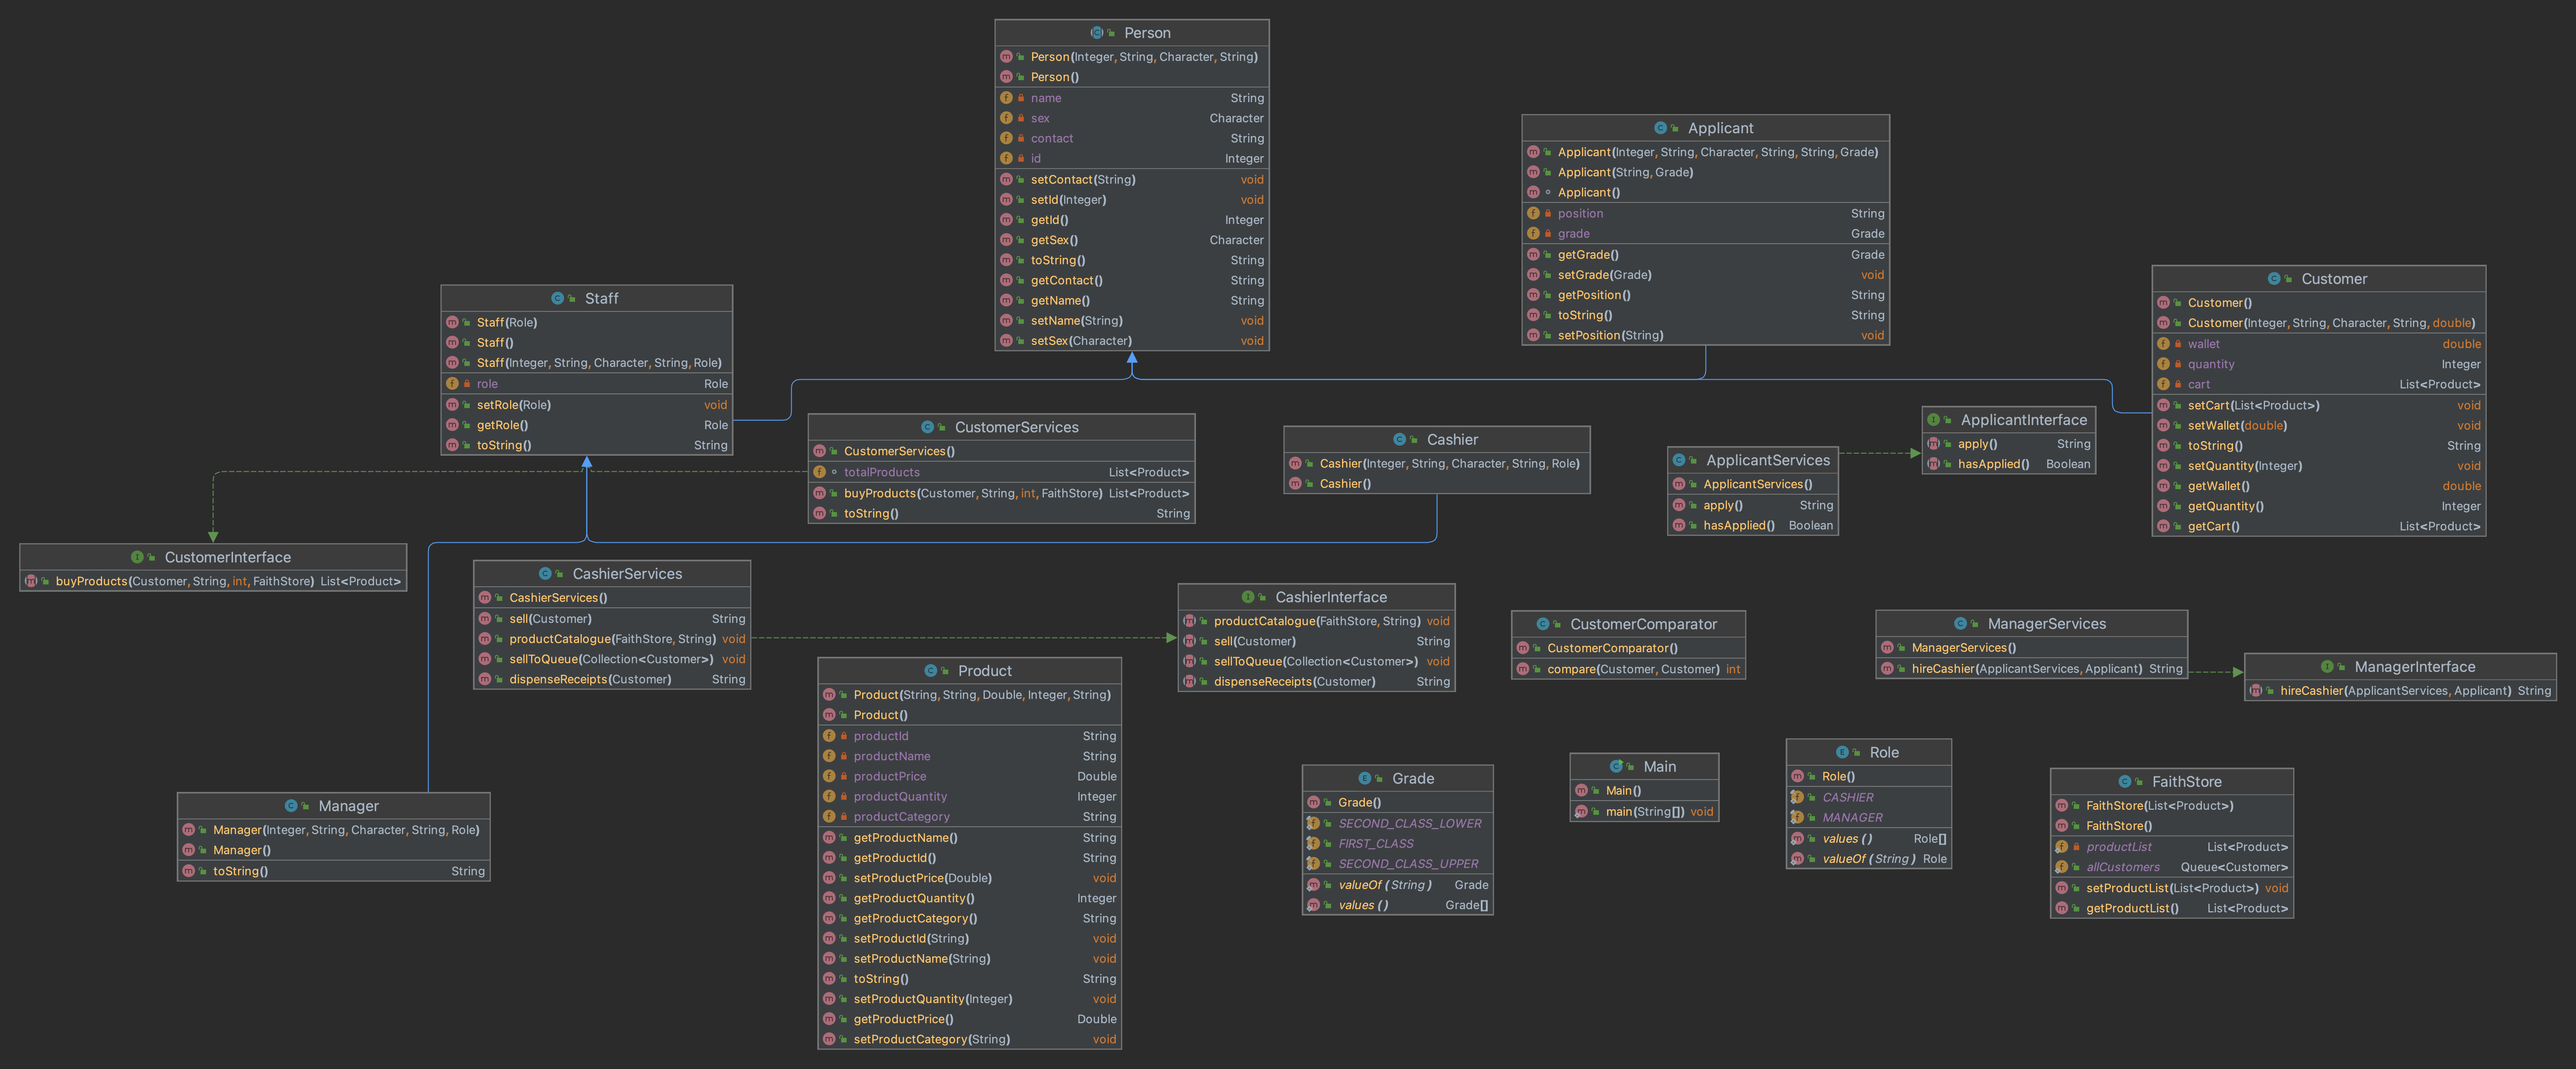 Person
Person(Integer, String, Character, String)
Person()
name String
sex Character
contact String
id Integer
setContact(String) void
setId(Integer) void
getId() Integer
getSex() Character
toString() String
getContact() String
getName() String
setName(String) void
setSex(Character) void
Applicant
Applicant(Integer, String, Character, String, String, Grade)
Applicant(String, Grade)
Applicant()
position String
grade Grade
getGrade() Grade
setGrade(Grade) void
getPosition() String
toString() String
setPosition(String) void
Customer
Customer()
Customer(Integer, String, Character, String, double)
wallet double
quantity Integer
cart List<Product>
setCart(List<Product>) void
setWallet(double) void
toString() String
setQuantity(Integer) void
getWallet() double
getQuantity() Integer
getCart() List<Product>
Staff
Staff(Role)
Staff()
Staff(Integer, String, Character, String, Role)
role Role
setRole(Role) void
getRole() Role
toString() String
CustomerServices
CustomerServices()
totalProducts List<Product>
buyProducts(Customer, String, int, FaithStore) List<Product>
toString() String
Cashier
Cashier(Integer, String, Character, String, Role)
Cashier()
ApplicantServices
ApplicantServices()
apply() String
hasApplied() Boolean
ApplicantInterface
apply() String
hasApplied() Boolean
CustomerInterface
buyProducts(Customer, String, int, FaithStore) List<Product>
CashierServices
CashierServices()
sell(Customer) String
productCatalogue(FaithStore, String) void
sellToQueue(Collection<Customer>) void
dispenseReceipts(Customer) String
CashierInterface
productCatalogue(FaithStore, String) void
sell(Customer) String
sellToQueue(Collection<Customer>) void
dispenseReceipts(Customer) String
CustomerComparator
CustomerComparator()
compare(Customer, Customer) int
ManagerServices
ManagerServices()
hireCashier(ApplicantServices, Applicant) String
ManagerInterface
hireCashier(ApplicantServices, Applicant) String
Product
Product(String, String, Double, Integer, String)
Product()
productId String
productName String
productPrice Double
productQuantity Integer
productCategory String
getProductName() String
getProductId() String
setProductPrice(Double) void
getProductQuantity() Integer
getProductCategory() String
setProductId(String) void
setProductName(String) void
toString() String
setProductQuantity(Integer) void
getProductPrice() Double
setProductCategory(String) void
Manager
Manager(Integer, String, Character, String, Role)
Manager()
toString() String
Grade
Grade()
SECOND_CLASS_LOWER
FIRST_CLASS
SECOND_CLASS_UPPER
valueOf(String) Grade
values() Grade[]
Main
Main()
main(String[]) void
Role
Role()
CASHIER
MANAGER
values() Role[]
valueOf(String) Role
FaithStore
FaithStore(List<Product>)
FaithStore()
productList List<Product>
allCustomers Queue<Customer>
setProductList(List<Product>) void
getProductList() List<Product>